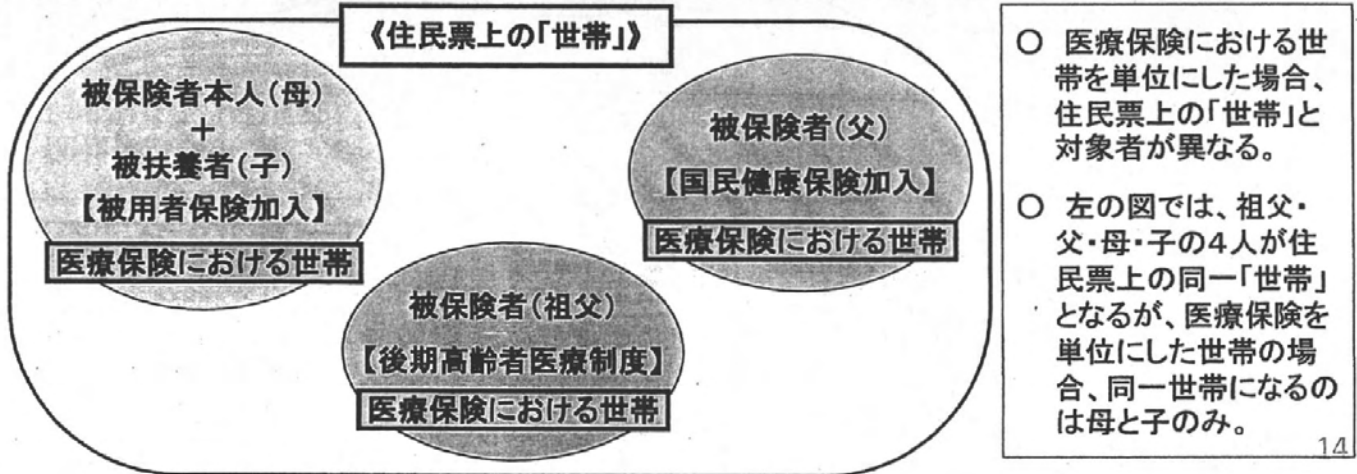 《住民票上の「世帯」》
被保険者本人(母)
+
被扶養者(子)
【被用者保険加入】
医療保険における世帯
被保険者(父)
【国民健康保険加入】
医療保険における世帯
被保険者(祖父)
【後期高齢者医療制度】
医療保険における世帯
○ 医療保険における世
帯を単位にした場合、
住民票上の「世帯」と
対象者が異なる。
○ 左の図では、祖父・
父・母・子の4人が住
民票上の同一「世帯」
となるが、医療保険を
単位にした世帯の場
合、同一世帯になるの
は母と子のみ。
14